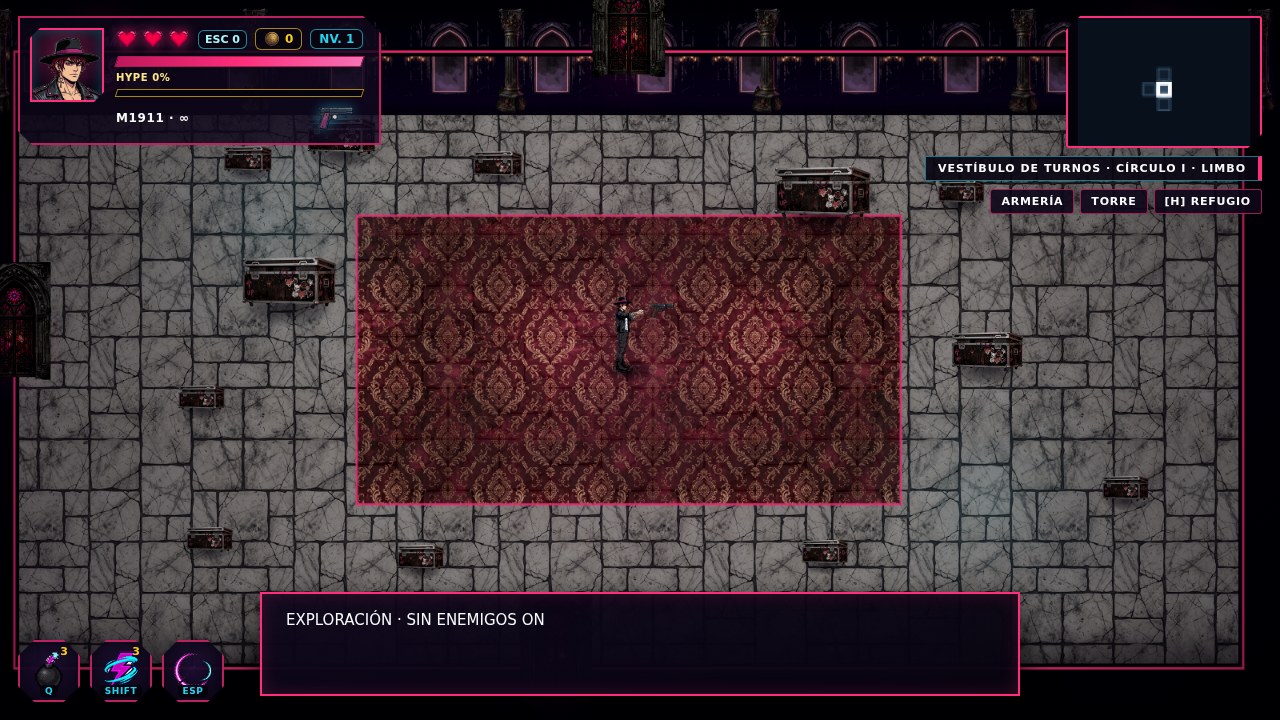 ESC 0
0
NV. 1
HYPE 0%
M1911 · ∞
VESTÍBULO DE TURNOS · CÍRCULO I · LIMBO
ARMERÍA
TORRE
[H] REFUGIO
EXPLORACIÓN · SIN ENEMIGOS ON
3
Q
3
SHIFT
ESP